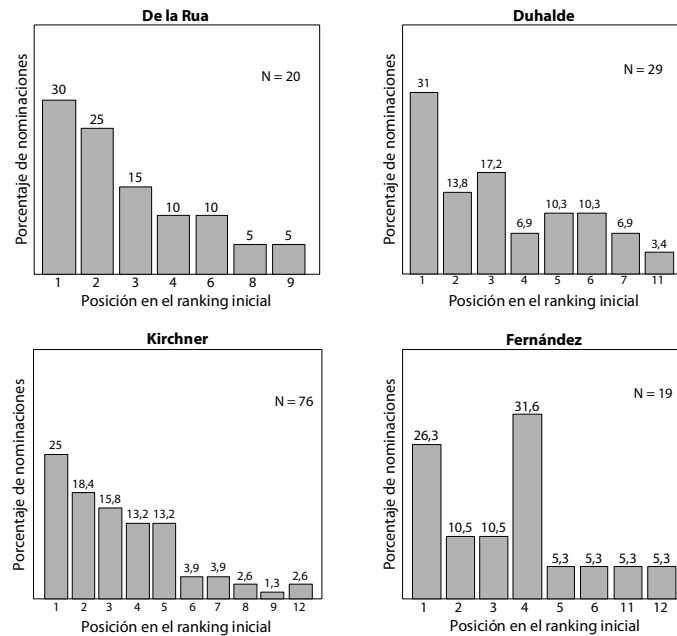 De la Rua
Porcentaje de nominaciones
N = 20
30
25
15
10
10
5
5
1 2 3 4 6 8 9
Posición en el ranking inicial
Duhalde
Porcentaje de nominaciones
N = 29
31
13,8
17,2
6,9
10,3
10,3
6,9
3,4
1 2 3 4 5 6 7 11
Posición en el ranking inicial
Kirchner
Porcentaje de nominaciones
N = 76
25
18,4
15,8
13,2
13,2
3,9
3,9
2,6
1,3
2,6
1 2 3 4 5 6 7 8 9 12
Posición en el ranking inicial
Fernández
Porcentaje de nominaciones
N = 19
26,3
10,5
10,5
31,6
5,3
5,3
5,3
5,3
1 2 3 4 5 6 11 12
Posición en el ranking inicial